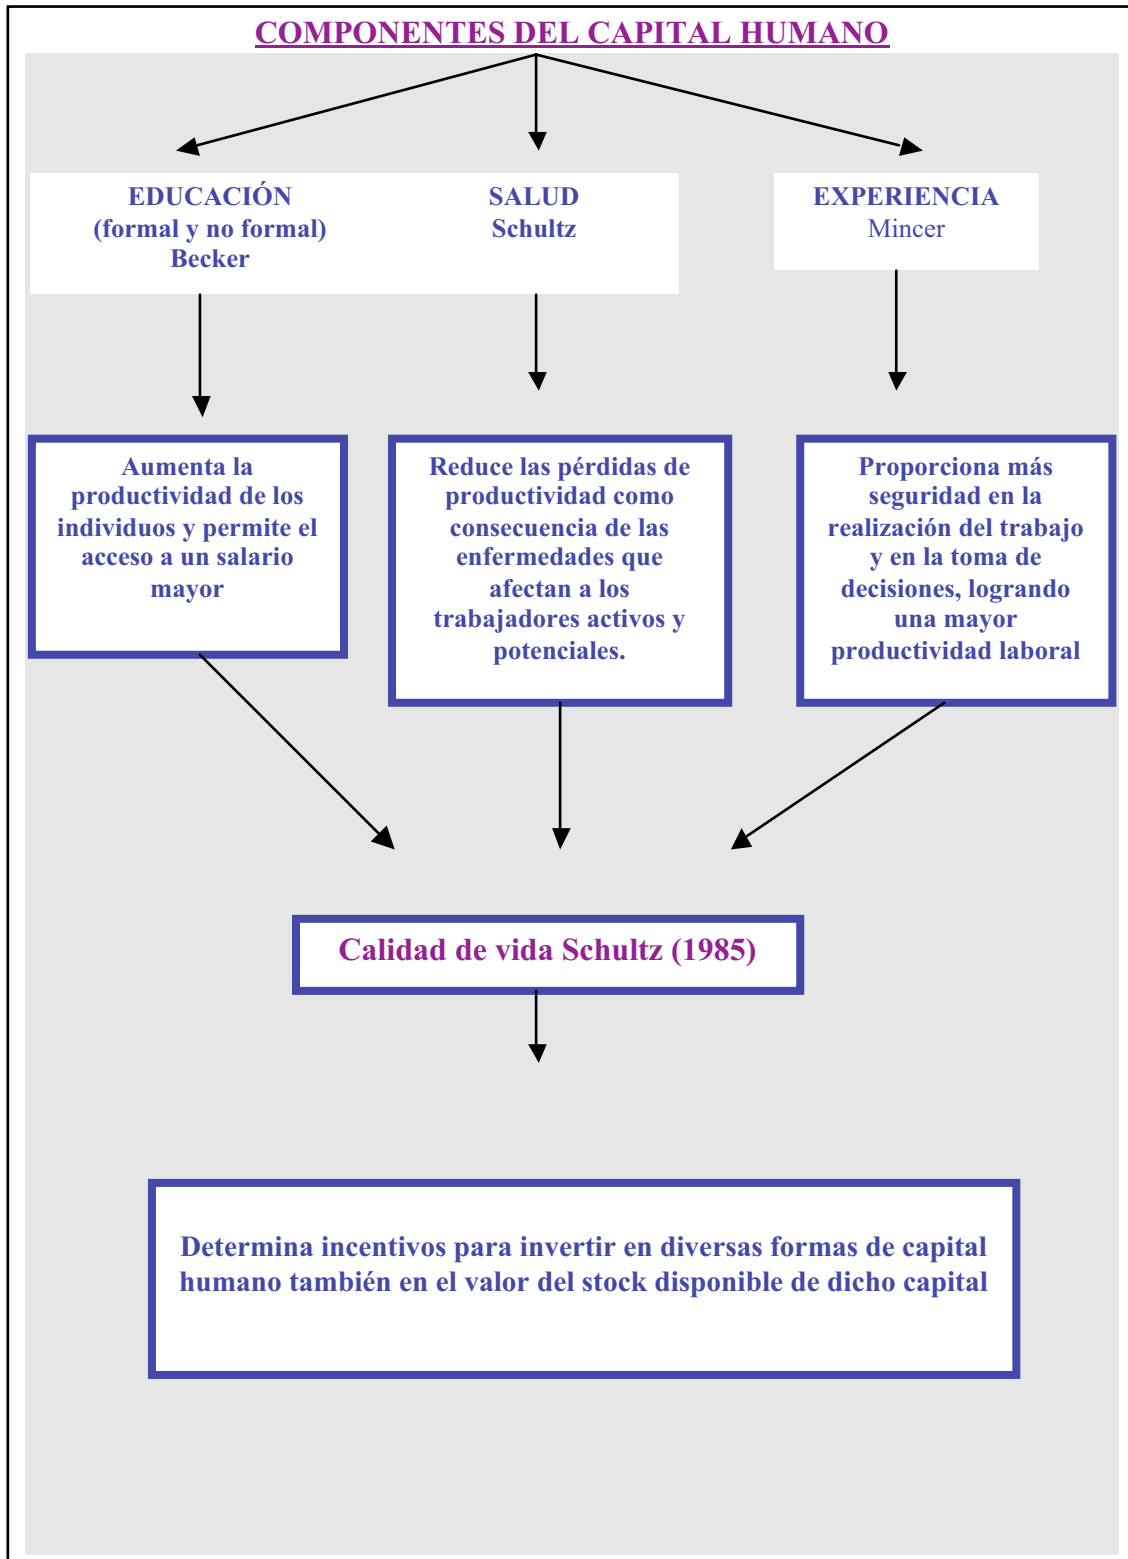 COMPONENTES DEL CAPITAL HUMANO
EDUCACIÓN
(formal y no formal)
Becker
SALUD
Schultz
EXPERIENCIA
Mincer
Aumenta la
productividad de los
individuos y permite el
acceso a un salario
mayor
Reduce las pérdidas de
productividad como
consecuencia de las
enfermedades que
afectan a los
trabajadores activos y
potenciales.
Proporciona más
seguridad en la
realización del trabajo
y en la toma de
decisiones, logrando
una mayor
productividad laboral
Calidad de vida Schultz (1985)
Determina incentivos para invertir en diversas formas de capital
humano también en el valor del stock disponible de dicho capital